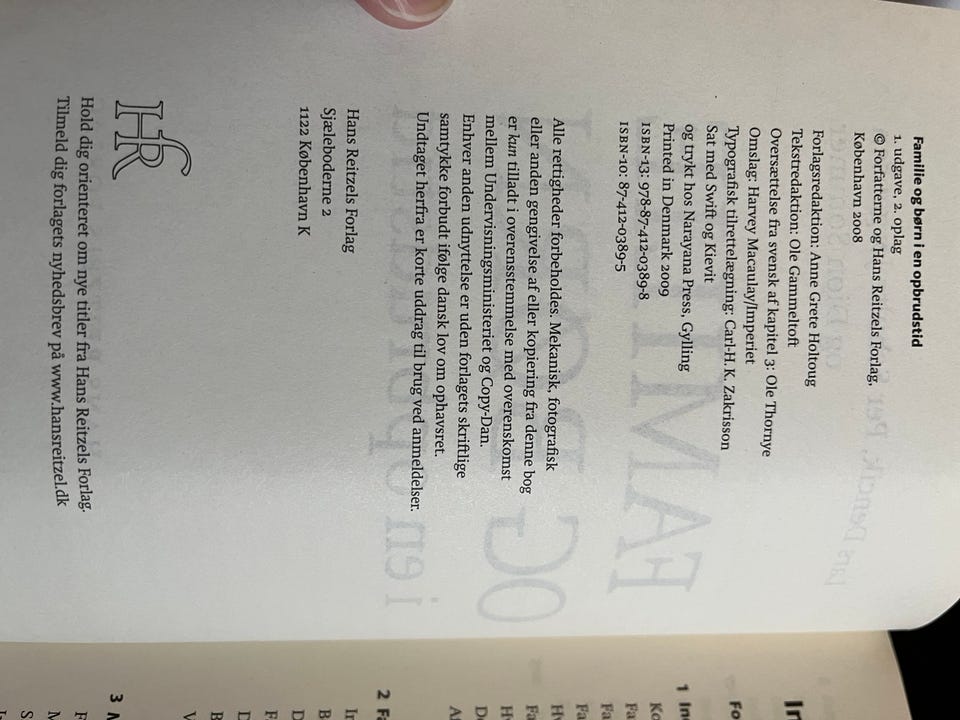 Familie og børn i en opbrudstid
1. udgave, 2. oplag
© Forfatterne og Hans Reitzels Forlag,
København 2008
Forlagsredaktion: Anne Grete Holtoug
Tekstredaktion: Ole Gammeltoft
Oversættelse fra svensk af kapitel 3: Ole Thornye
Omslag: Harvey Macaulay/Imperiet
Typografisk tilrettelægning: Carl-H.K. Zakrisson
Sat med Swift og Kievit
og trykt hos Narayana Press, Gylling
Printed in Denmark 2009
ISBN-13: 978-87-412-0389-8
ISBN-10: 87-412-0389-5
Alle rettigheder forbeholdes. Mekanisk, fotografisk
eller anden gengivelse af eller kopiering fra denne bog
er kun tilladt i overensstemmelse med overenskomst
mellem Undervisningsministeriet og Copy-Dan.
Enhver anden udnyttelse er uden forlagets skriftlige
samtykke forbudt ifølge dansk lov om ophavsret.
Undtaget herfra er korte uddrag til brug ved anmeldelser.
Hans Reitzels Forlag
Sjæleboderne 2
1122 København K
HR
Hold dig orienteret om nye titler fra Hans Reitzels Forlag.
Tilmeld dig forlagets nyhedsbrev på www.hansreitzel.dk